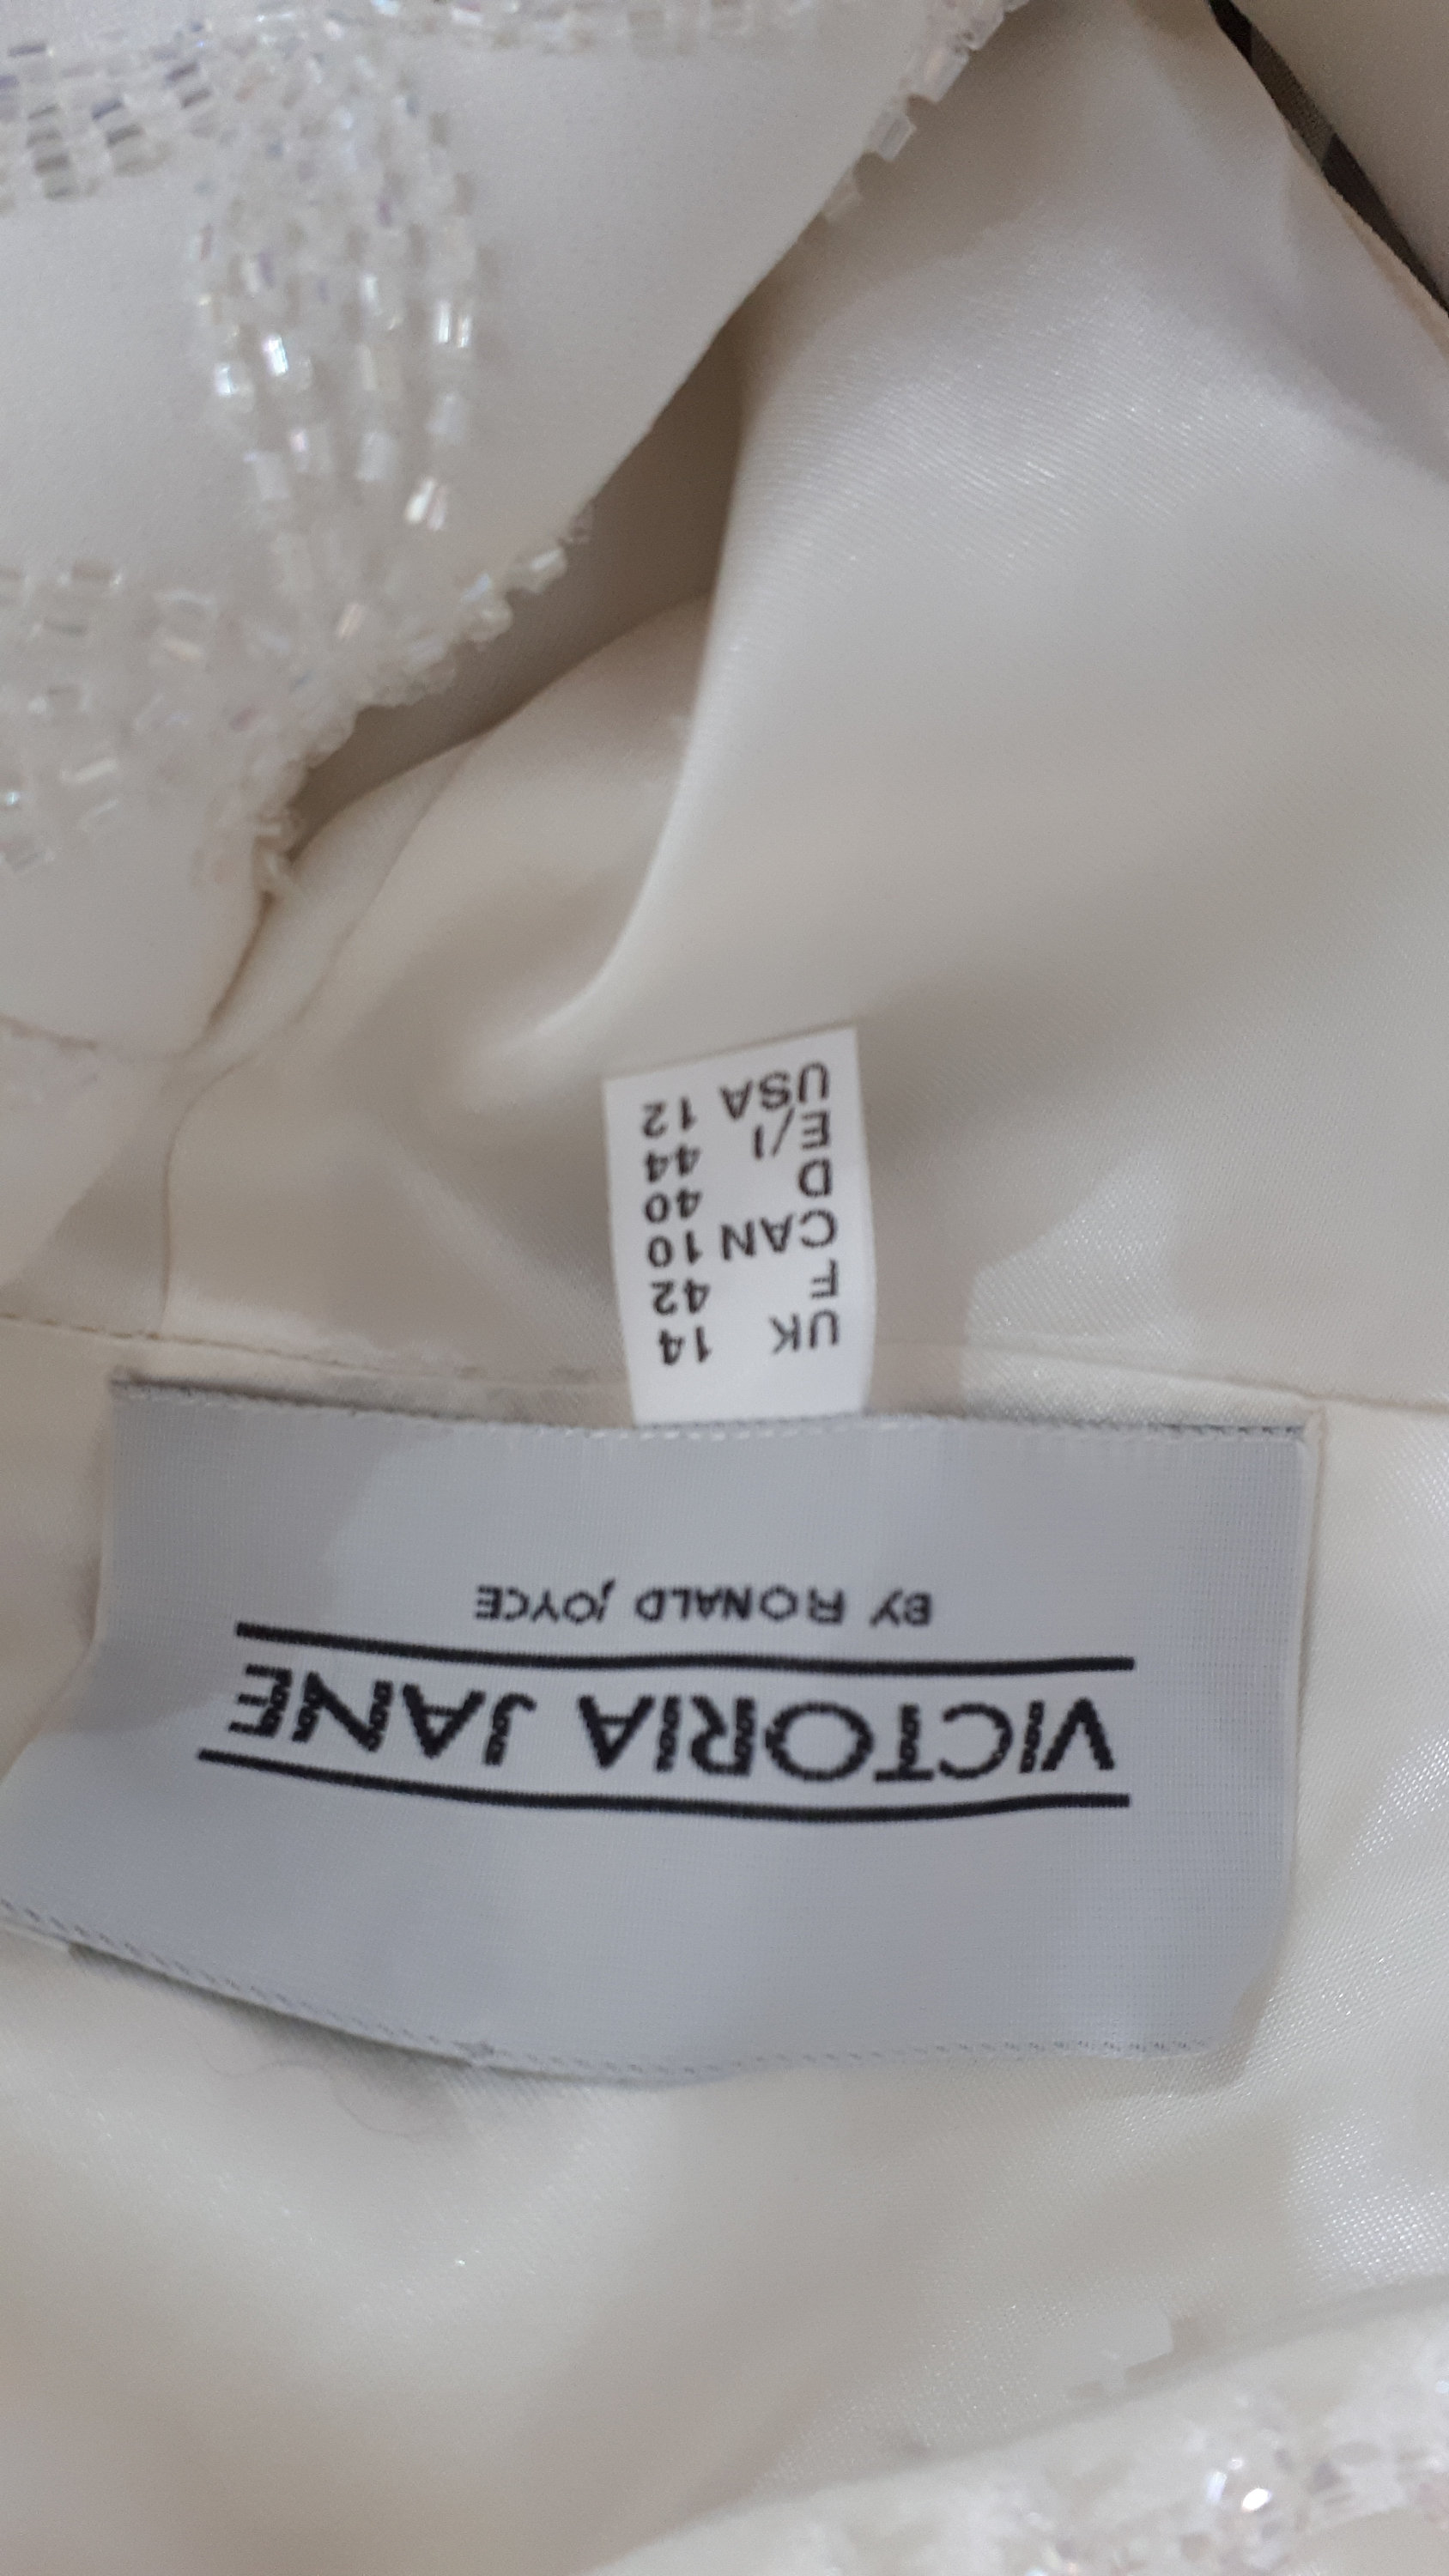 VICTORIA JANE
BY RONALD JOYCE
UK 14
F 42
CAN 10
D 40
E/I 44
USA 12